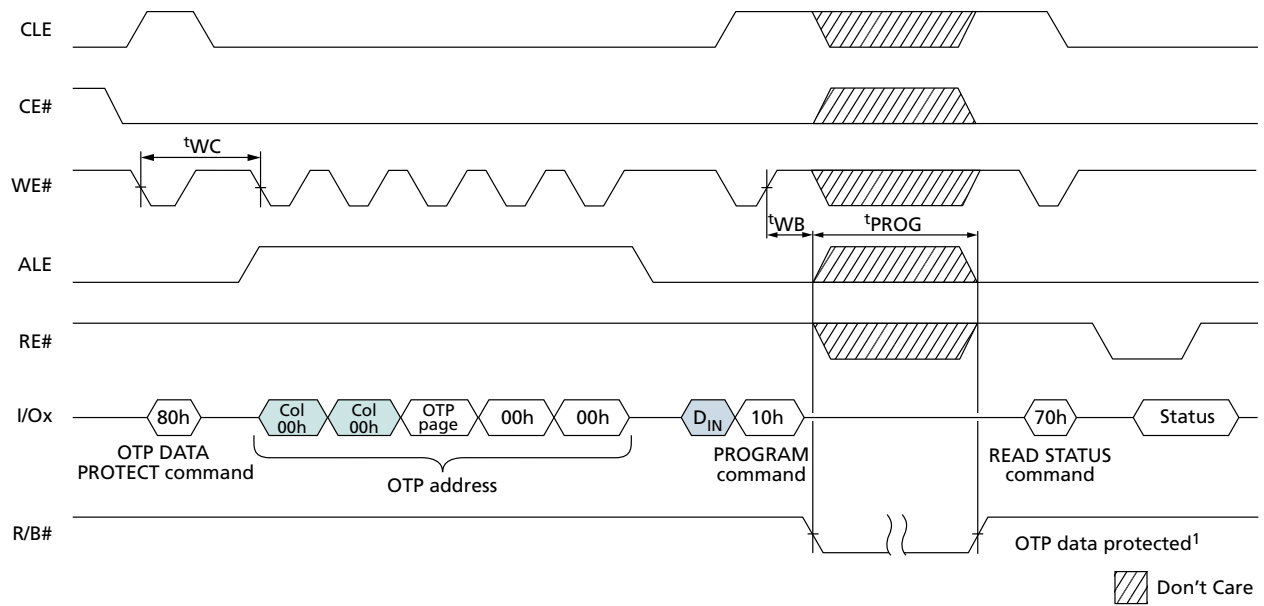 CLE
CE#
tWC
WE#
tWB
tPROG
ALE
RE#
I/Ox
80h
Col
00h
Col
00h
OTP
page
00h
00h
DIN
10h
70h
Status
OTP DATA
PROTECT command
OTP address
PROGRAM
command
READ STATUS
command
R/B#
OTP data protected1
Don't Care